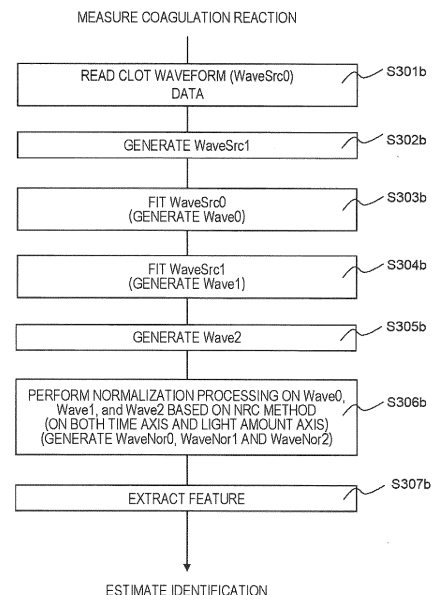 MEASURE COAGULATION REACTION
READ CLOT WAVEFORM (WaveSrc0)
DATA
S301b
GENERATE WaveSrc1
S302b
FIT WaveSrc0
(GENERATE Wave0)
S303b
FIT WaveSrc1
(GENERATE Wave1)
S304b
GENERATE Wave2
S305b
PERFORM NORMALIZATION PROCESSING ON Wave0,
Wave1, and Wave2 BASED ON NRC METHOD
(ON BOTH TIME AXIS AND LIGHT AMOUNT AXIS)
(GENERATE WaveNor0, WaveNor1 AND WaveNor2)
S306b
EXTRACT FEATURE
S307b
ESTIMATE IDENTIFICATION